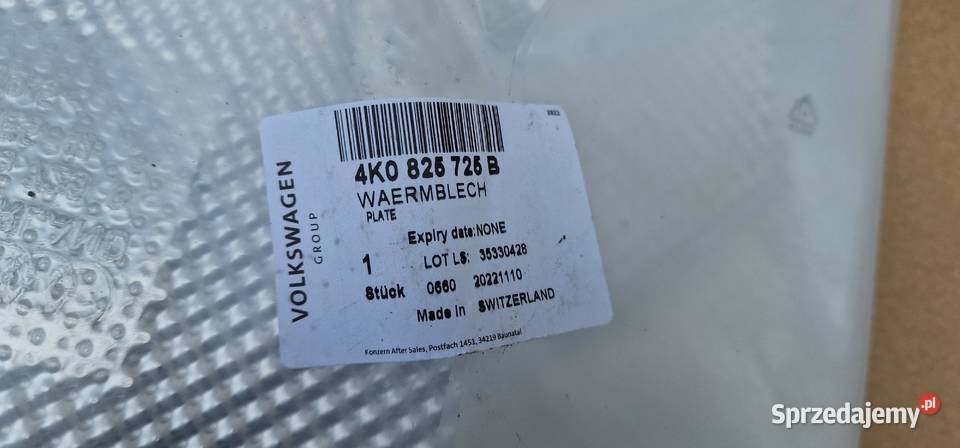 VOLKSWAGEN
GROUP
4K0 825 725 B
WAERMBLECH
PLATE
Expiry date:NONE
1
LOT LS: 35330428
Stück
0660 20221110
Made in SWITZERLAND
Konzern After Sales, Postfach 1451, 34219 Baunatal
Sprzedajemy.pl